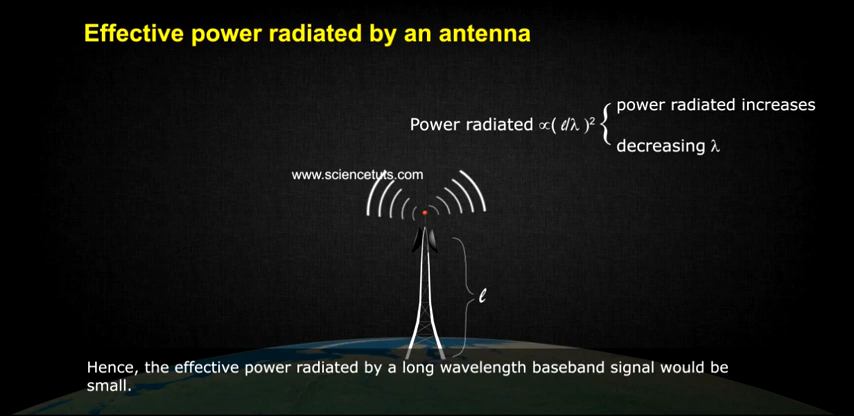 Effective power radiated by an antenna
power radiated increases
Power radiated ∝( ℓ/λ )²
decreasing λ
www.sciencetuts.com
ℓ
Hence, the effective power radiated by a long wavelength baseband signal would be
small.